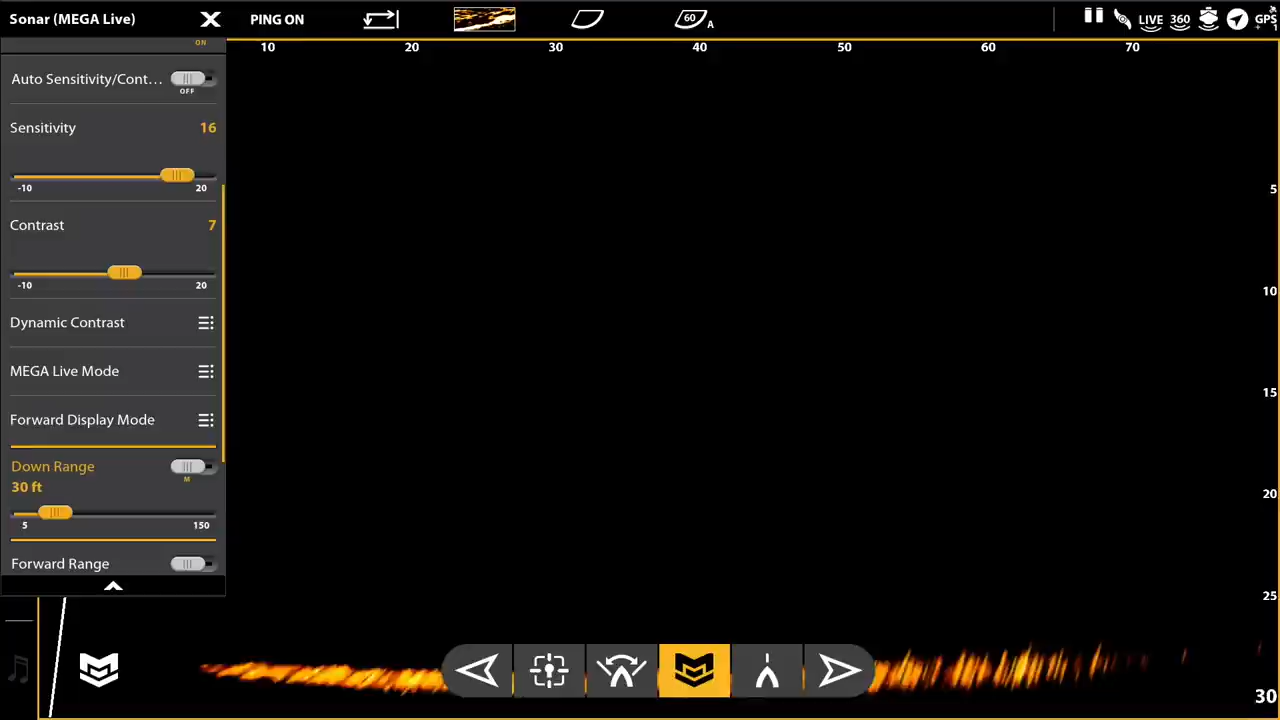 Sonar (MEGA Live)
PING ON
60 A
LIVE
360
GPS
ON
10 20 30 40 50 60 70
Auto Sensitivity/Cont...
OFF
Sensitivity 16
-10 20
5
Contrast 7
-10 20
10
Dynamic Contrast
MEGA Live Mode
15
Forward Display Mode
Down Range
M
30 ft
20
5 150
Forward Range
25
30